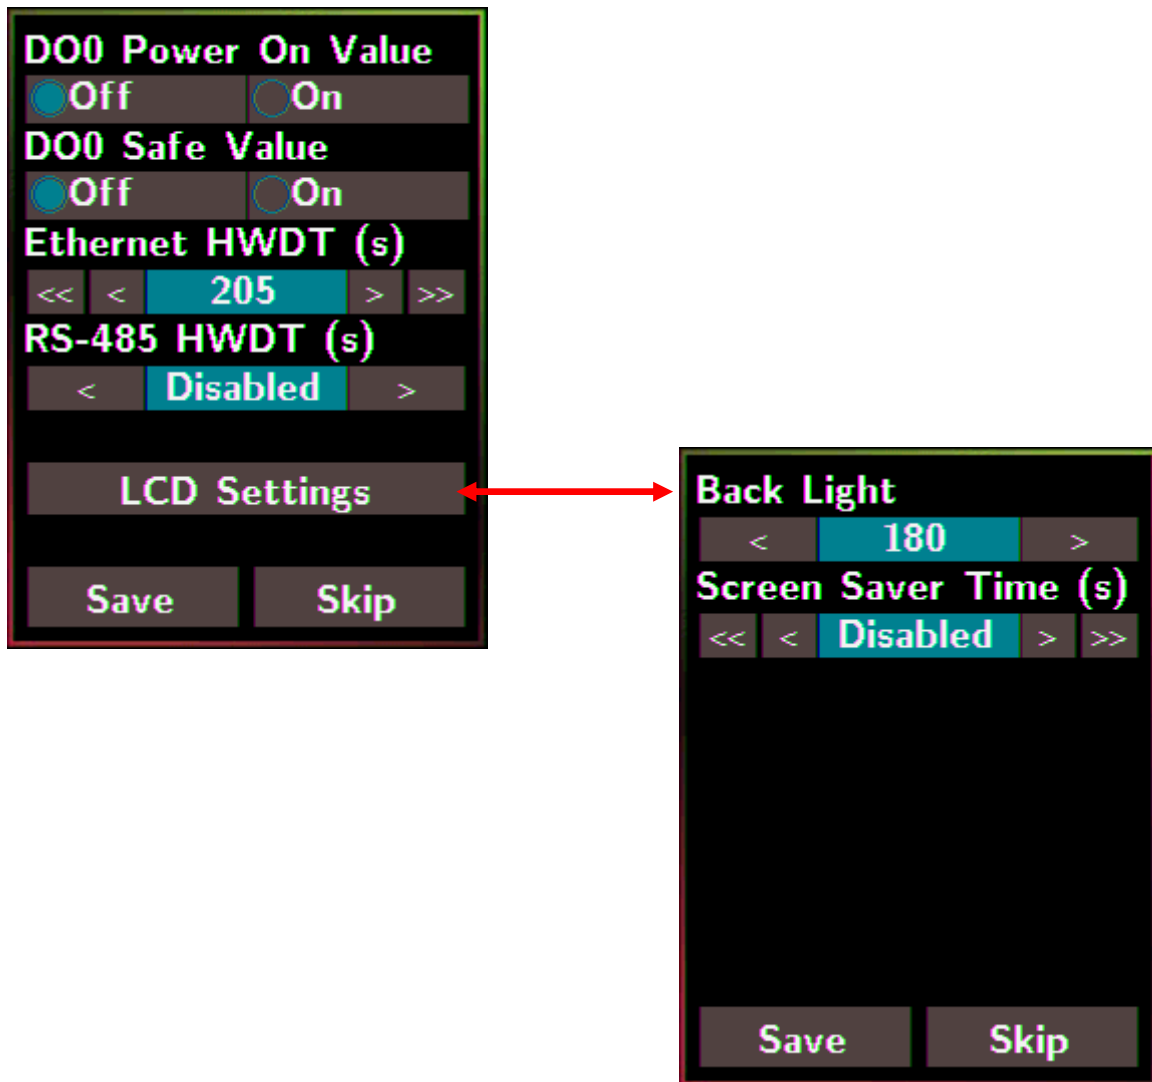 DO0 Power On Value
Off On
DO0 Safe Value
Off On
Ethernet HWDT (s)
<< < 205 > >>
RS-485 HWDT (s)
< Disabled >
LCD Settings
Save Skip
Back Light
< 180 >
Screen Saver Time (s)
<< < Disabled > >>
Save Skip